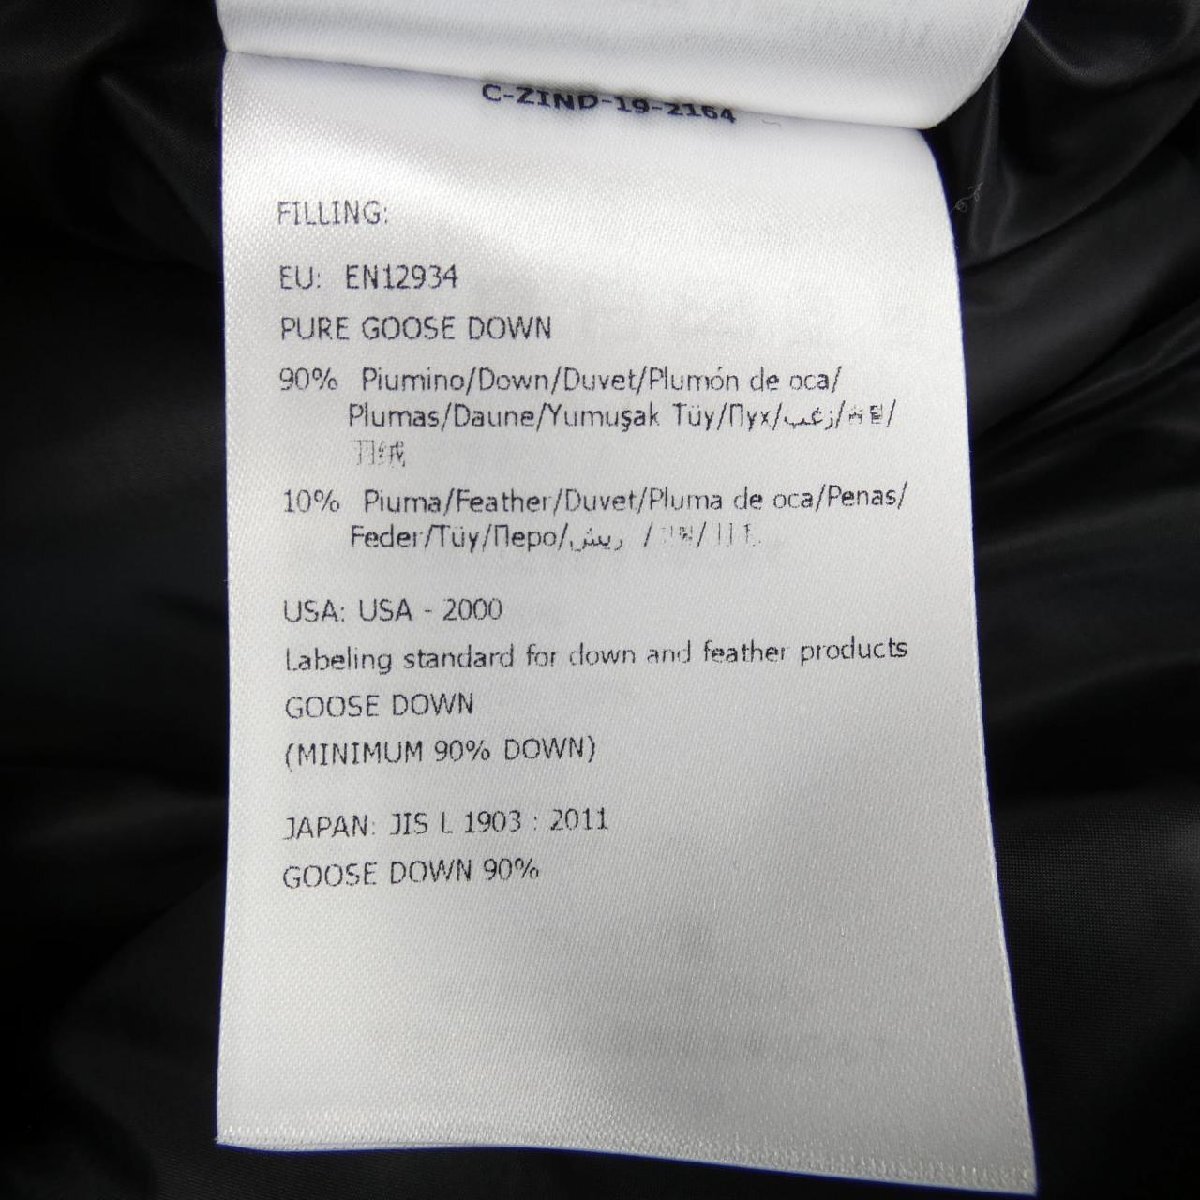 C-ZIND-19-2164
FILLING:
EU: EN12934
PURE GOOSE DOWN
90% Piumino/Down/Duvet/Plumón de oca/
Plumas/Daune/Yumuşak Tüy/Пух/زغب/
羽绒
10% Piuma/Feather/Duvet/Pluma de oca/Penas/
Feder/Tüy/Перо/ريش /
USA: USA - 2000
Labeling standard for down and feather products
GOOSE DOWN
(MINIMUM 90% DOWN)
JAPAN: JIS L 1903 : 2011
GOOSE DOWN 90%